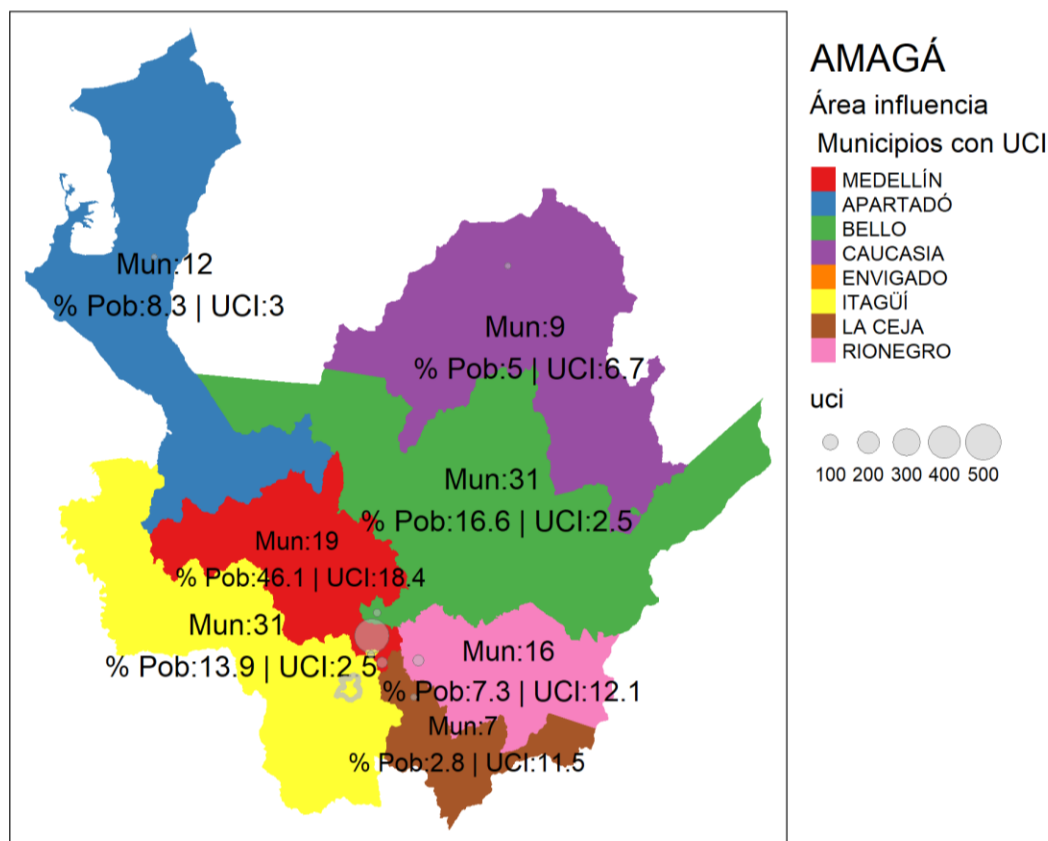 Mun:12
% Pob:8.3 | UCI:3
Mun:9
% Pob:5 | UCI:6.7
Mun:31
% Pob:16.6 | UCI:2.5
Mun:19
% Pob:46.1 | UCI:18.4
Mun:31
% Pob:13.9 | UCI:2.5
Mun:16
% Pob:7.3 | UCI:12.1
Mun:7
% Pob:2.8 | UCI:11.5
AMAGÁ
Área influencia
Municipios con UCI
MEDELLÍN
APARTADÓ
BELLO
CAUCASIA
ENVIGADO
ITAGÜÍ
LA CEJA
RIONEGRO
uci
100 200 300 400 500